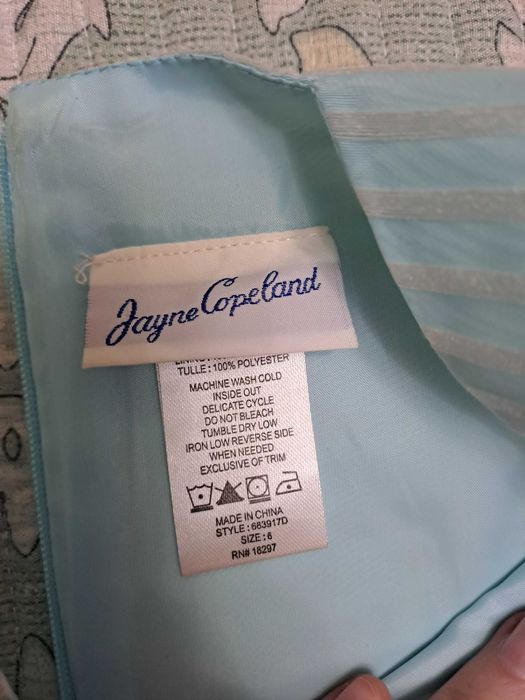 Jayne Copeland
TULLE: 100% POLYESTER
MACHINE WASH COLD
INSIDE OUT
DELICATE CYCLE
DO NOT BLEACH
TUMBLE DRY LOW
IRON LOW REVERSE SIDE
WHEN NEEDED
EXCLUSIVE OF TRIM
MADE IN CHINA
STYLE: 683917D
SIZE: 6
RN# 18297